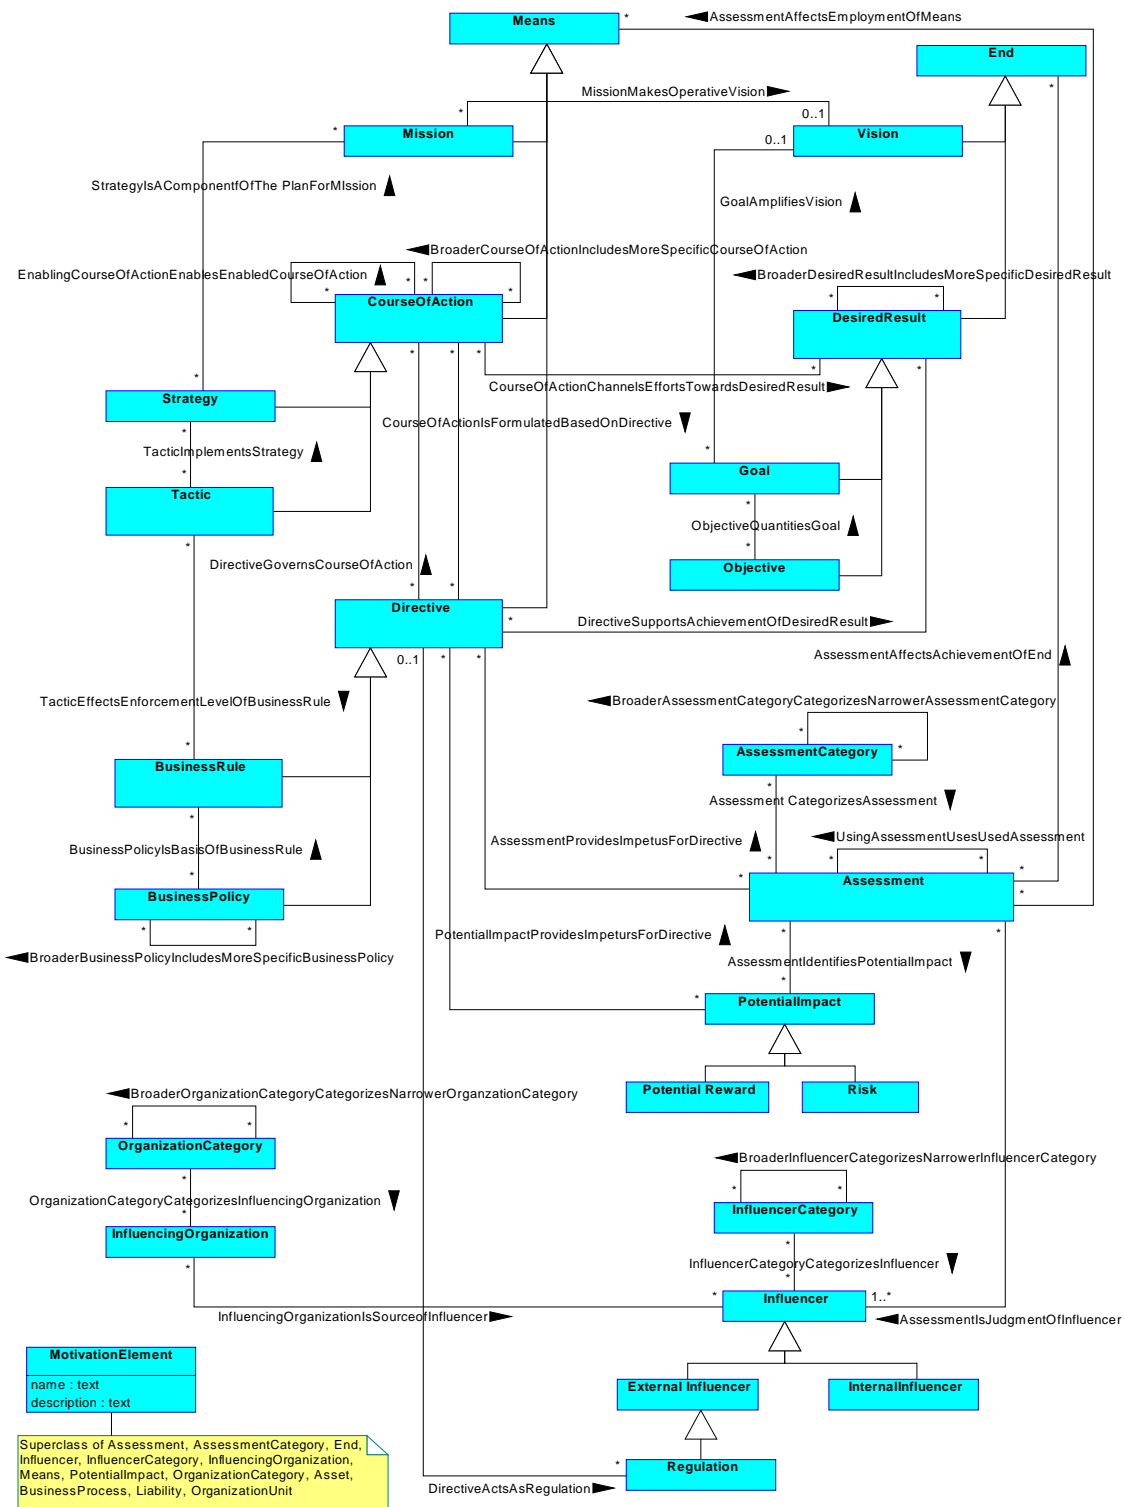 Means
*
AssessmentAffectsEmploymentOfMeans
End
*
MissionMakesOperativeVision
*
0..1
*
Mission
0..1
Vision
StrategyIsAComponentfOfThe PlanForMIssion
GoalAmplifiesVision
BroaderCourseOfActionIncludesMoreSpecificCourseOfAction
EnablingCourseOfActionEnablesEnabledCourseOfAction
*
*
*
*
BroaderDesiredResultIncludesMoreSpecificDesiredResult
*
*
CourseOfAction
DesiredResult
*
*
*
*
*
CourseOfActionChannelsEffortsTowardsDesiredResult
*
Strategy
*
CourseOfActionIsFormulatedBasedOnDirective
TacticImplementsStrategy
*
*
Goal
Tactic
*
*
ObjectiveQuantitiesGoal
*
DirectiveGovernsCourseOfAction
Objective
*
*
Directive
*
DirectiveSupportsAchievementOfDesiredResult
0..1
*
*
AssessmentAffectsAchievementOfEnd
TacticEffectsEnforcementLevelOfBusinessRule
BroaderAssessmentCategoryCategorizesNarrowerAssessmentCategory
*
*
*
AssessmentCategory
BusinessRule
*
Assessment CategorizesAssessment
*
AssessmentProvidesImpetusForDirective
UsingAssessmentUsesUsedAssessment
BusinessPolicyIsBasisOfBusinessRule
*
*
*
*
*
*
Assessment
*
BusinessPolicy
*
*
*
*
PotentialImpactProvidesImpetursForDirective
BroaderBusinessPolicyIncludesMoreSpecificBusinessPolicy
AssessmentIdentifiesPotentialImpact
*
*
PotentialImpact
Potential Reward
Risk
BroaderOrganizationCategoryCategorizesNarrowerOrganzationCategory
*
*
OrganizationCategory
BroaderInfluencerCategorizesNarrowerInfluencerCategory
*
*
*
OrganizationCategoryCategorizesInfluencingOrganization
*
InfluencerCategory
InfluencingOrganization
*
InfluencerCategoryCategorizesInfluencer
*
*
*
Influencer
1..*
InfluencingOrganizationIsSourceofInfluencer
AssessmentIsJudgmentOfInfluencer
MotivationElement
name : text
description : text
External Influencer
InternalInfluencer
Superclass of Assessment, AssessmentCategory, End,
Influencer, InfluencerCategory, InfluencingOrganization,
Means, PotentialImpact, OrganizationCategory, Asset,
BusinessProcess, Liability, OrganizationUnit
*
Regulation
DirectiveActsAsRegulation